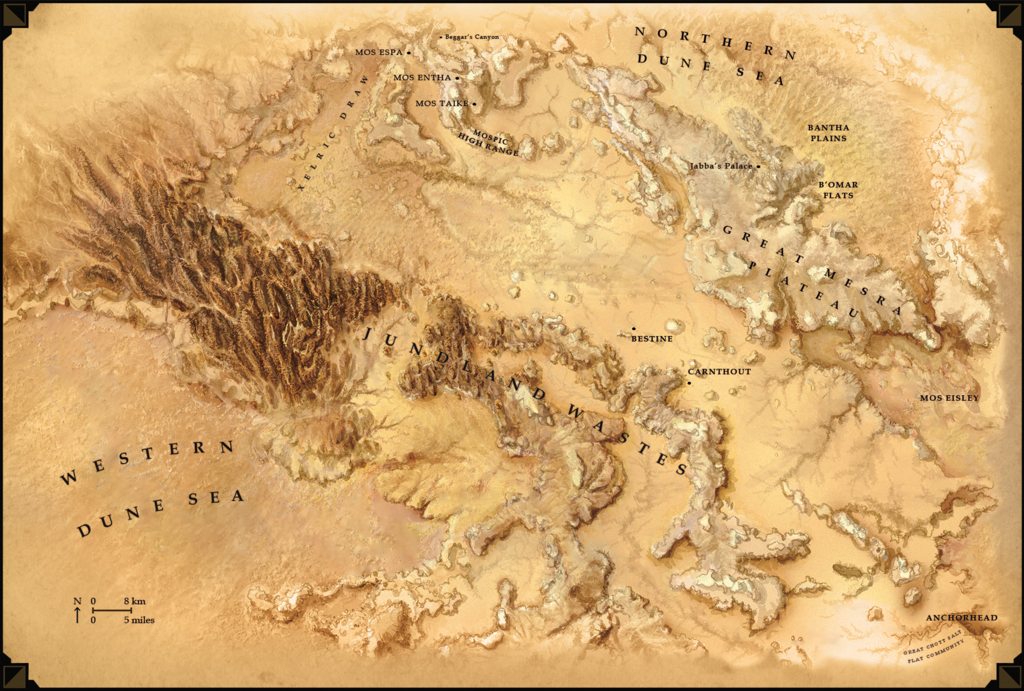 NORTHERN
DUNE SEA
Beggar's Canyon
MOS ESPA
MOS ENTHA
MOS TAIKE
XELRIC DRAW
MOSPIC
HIGH RANGE
BANTHA
PLAINS
Jabba's Palace
B'OMAR
FLATS
GREAT MESRA
PLATEAU
JUNDLAND WASTES
BESTINE
CARNTHOUT
MOS EISLEY
WESTERN
DUNE SEA
N 0 8 km
0 5 miles
ANCHORHEAD
GREAT CHOTT SALT
FLAT COMMUNITY